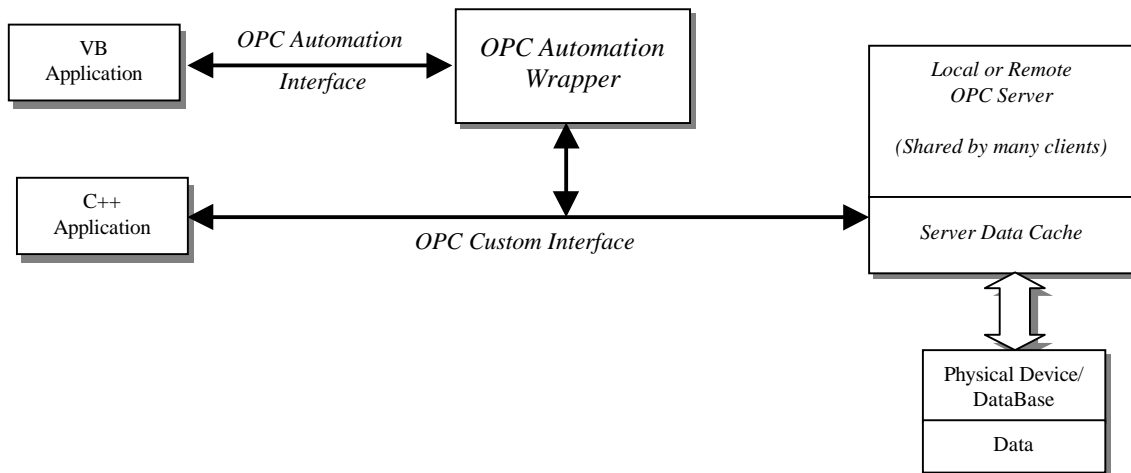 VB
Application
OPC Automation
Interface
OPC Automation
Wrapper
Local or Remote
OPC Server
(Shared by many clients)
C++
Application
OPC Custom Interface
Server Data Cache
Physical Device/
DataBase
Data